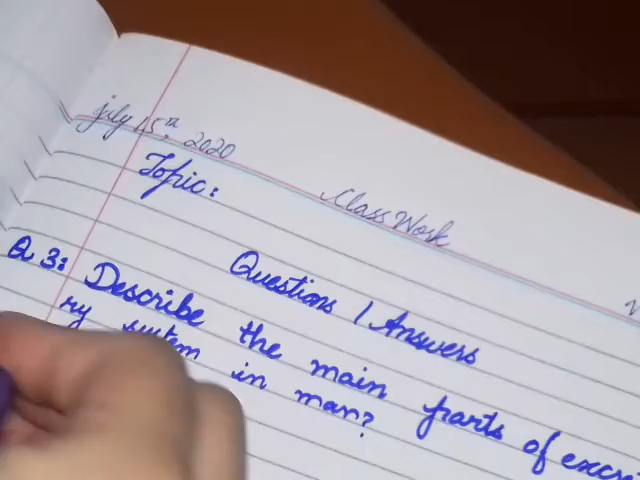 July 15th 2020
Class Work
Topic:
Questions / Answers
Q 3: Describe the main parts of excre
ry system in man?